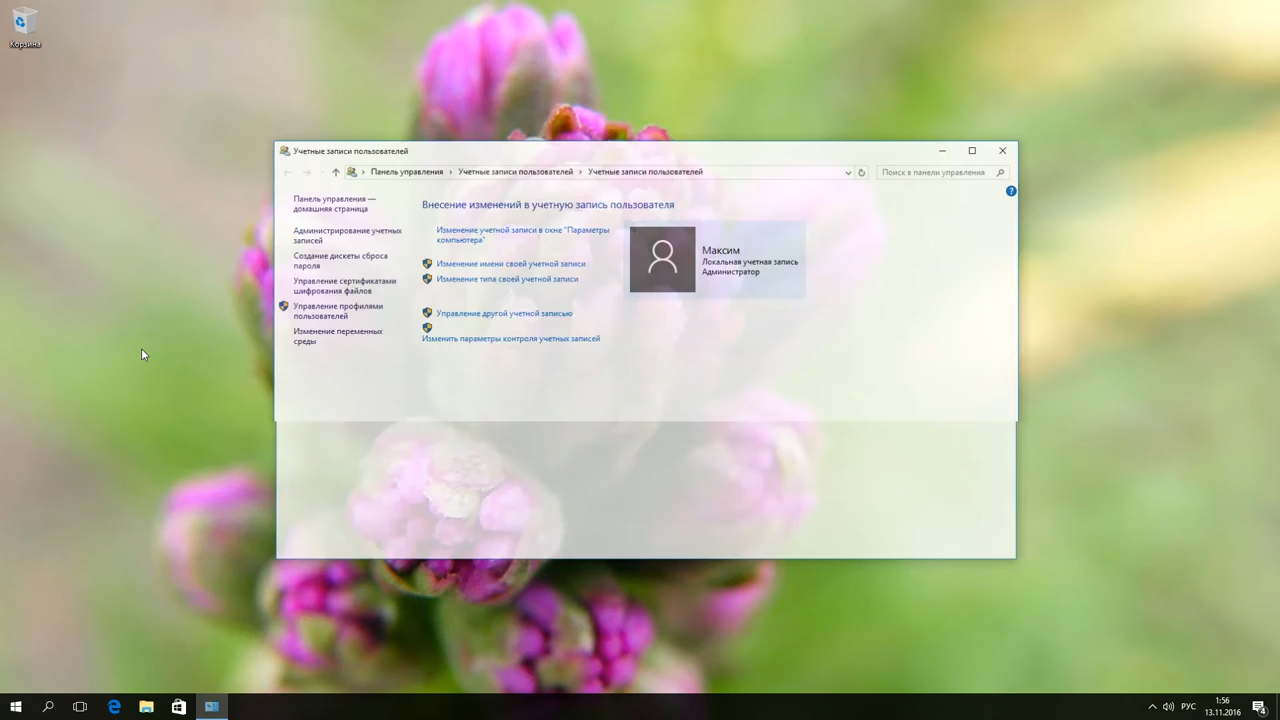 Корзина
Учетные записи пользователей
Панель управления
Учетные записи пользователей
Учетные записи пользователей
Поиск в панели управления
?
Панель управления —
домашняя страница
Администрирование учетных
записей
Создание дискеты сброса
пароля
Управление сертификатами
шифрования файлов
Управление профилями
пользователей
Изменение переменных
среды
Внесение изменений в учетную запись пользователя
Изменение учетной записи в окне "Параметры
компьютера"
Изменение имени своей учетной записи
Изменение типа своей учетной записи
Управление другой учетной записью
Изменить параметры контроля учетных записей
Максим
Локальная учетная запись
Администратор
РУС
1:56
13.11.2016
4